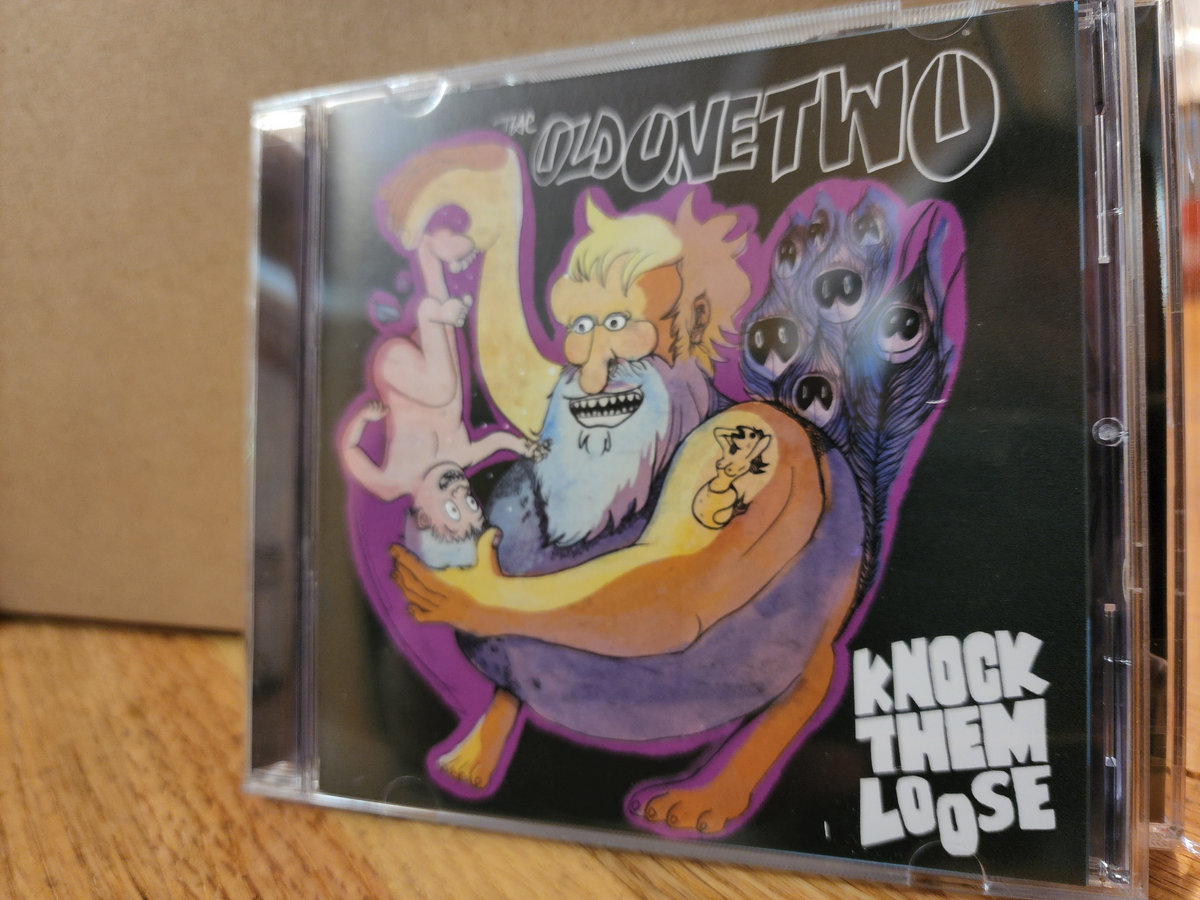 THE OLD ONE TWO
KNOCK
THEM
LOOSE